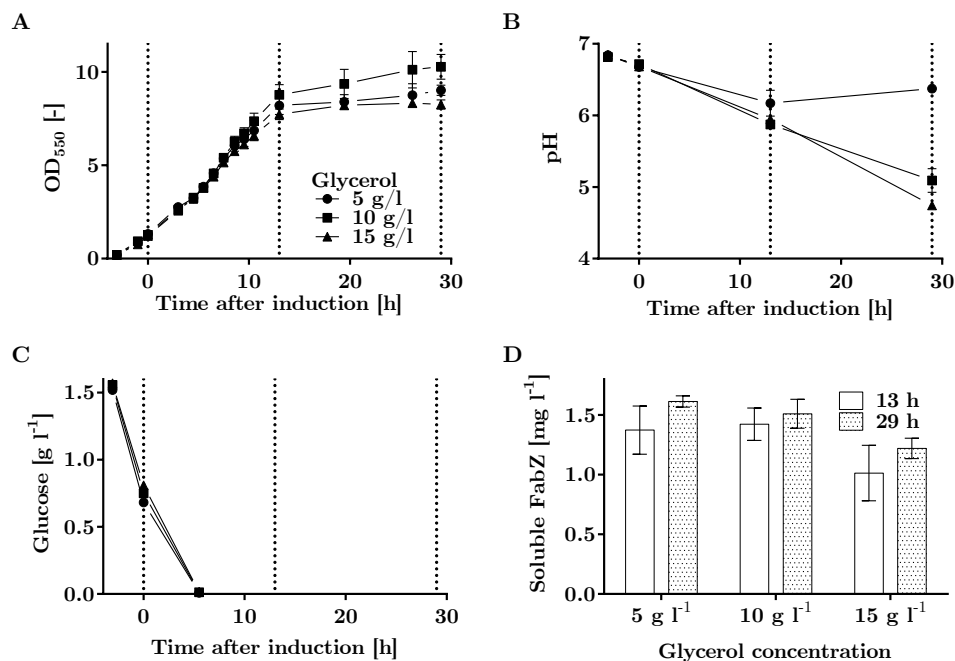 A
OD550 [-]
10
5
0
Glycerol
5 g/l
10 g/l
15 g/l
0 10 20 30
Time after induction [h]
B
pH
7
6
5
4
0 10 20 30
Time after induction [h]
C
Glucose [g l-1]
1.5
1.0
0.5
0.0
0 10 20 30
Time after induction [h]
D
Soluble FabZ [mg l-1]
1.5
1.0
0.5
0.0
13 h
29 h
5 g l-1 10 g l-1 15 g l-1
Glycerol concentration